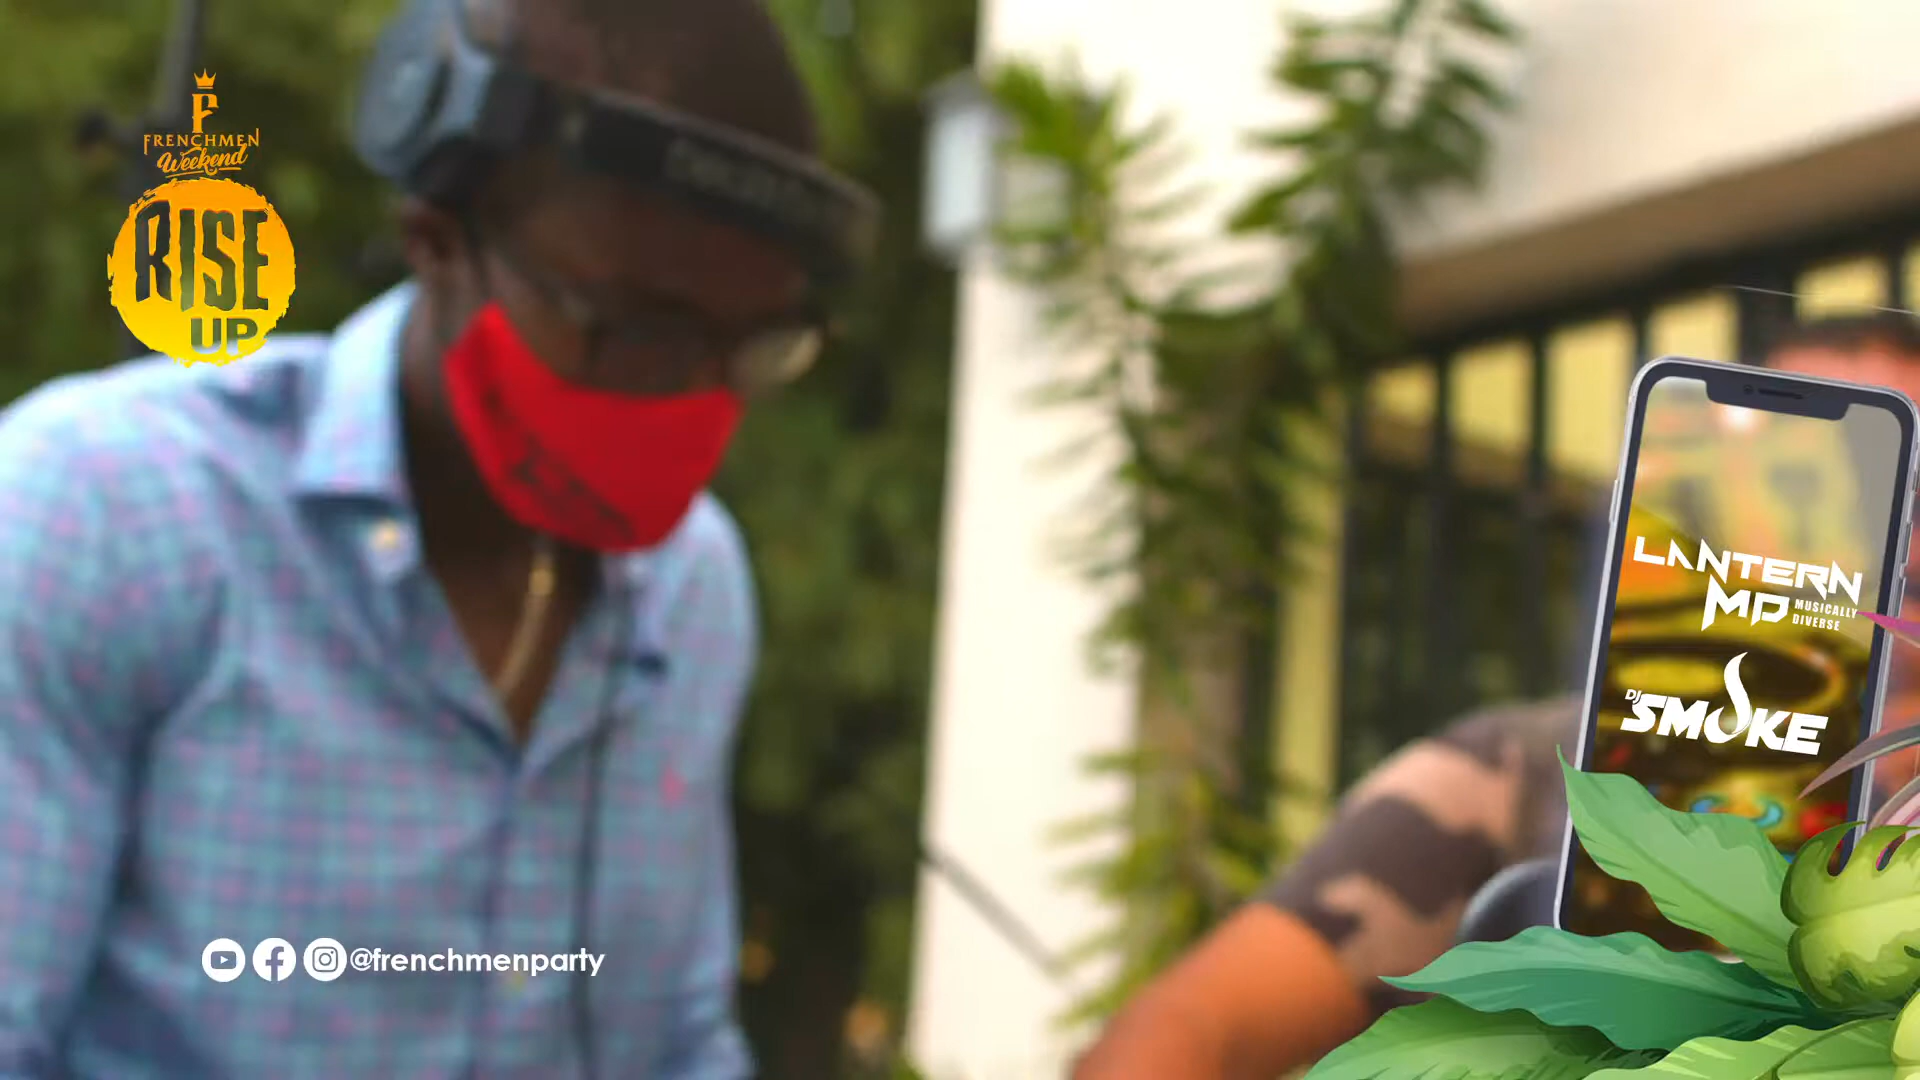 F
FRENCHMEN
Weekend
RISE
UP
LANTERN
MD MUSICALLY
DIVERSE
DJ
SMOKE
@frenchmenparty